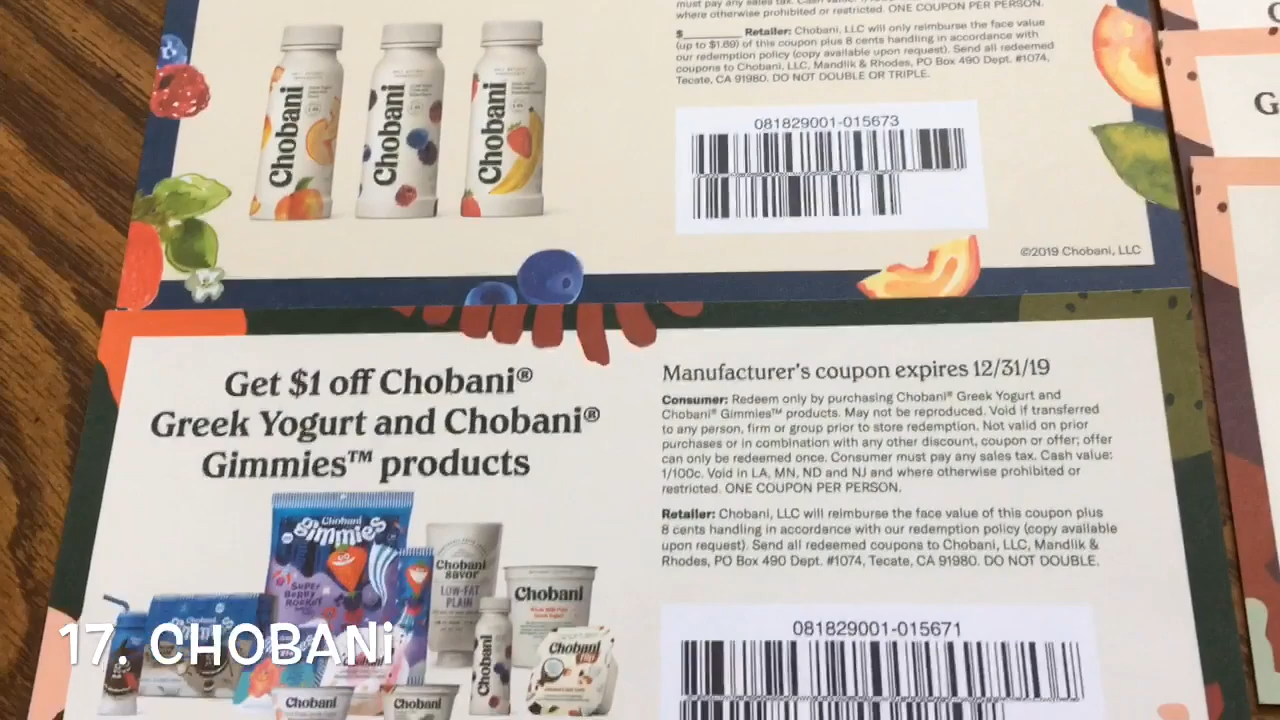 must pay any sales tax. Cash value:
where otherwise prohibited or restricted. ONE COUPON PER PERSON.
$________ Retailer: Chobani, LLC will only reimburse the face value
(up to $1.69) of this coupon plus 8 cents handling in accordance with
our redemption policy (copy available upon request). Send all redeemed
coupons to Chobani, LLC, Mandlik & Rhodes, PO Box 490 Dept. #1074,
Tecate, CA 91980. DO NOT DOUBLE OR TRIPLE.
081829001-015673
Chobani
Chobani
Chobani
©2019 Chobani, LLC
G
Get $1 off Chobani®
Greek Yogurt and Chobani®
Gimmies™ products
Manufacturer's coupon expires 12/31/19
Consumer: Redeem only by purchasing Chobani® Greek Yogurt and
Chobani® Gimmies™ products. May not be reproduced. Void if transferred
to any person, firm or group prior to store redemption. Not valid on prior
purchases or in combination with any other discount, coupon or offer; offer
can only be redeemed once. Consumer must pay any sales tax. Cash value:
1/100c. Void in LA, MN, ND and NJ and where otherwise prohibited or
restricted. ONE COUPON PER PERSON.
Retailer: Chobani, LLC will reimburse the face value of this coupon plus
8 cents handling in accordance with our redemption policy (copy available
upon request). Send all redeemed coupons to Chobani, LLC, Mandlik &
Rhodes, PO Box 490 Dept. #1074, Tecate, CA 91980. DO NOT DOUBLE.
081829001-015671
Chobani
gimmies
Super
Berry
Rocket
Chobani
savor
LOW-FAT
PLAIN
Chobani
Chobani
Chobani
flip
Chobani
Chobani
17. CHOBANi